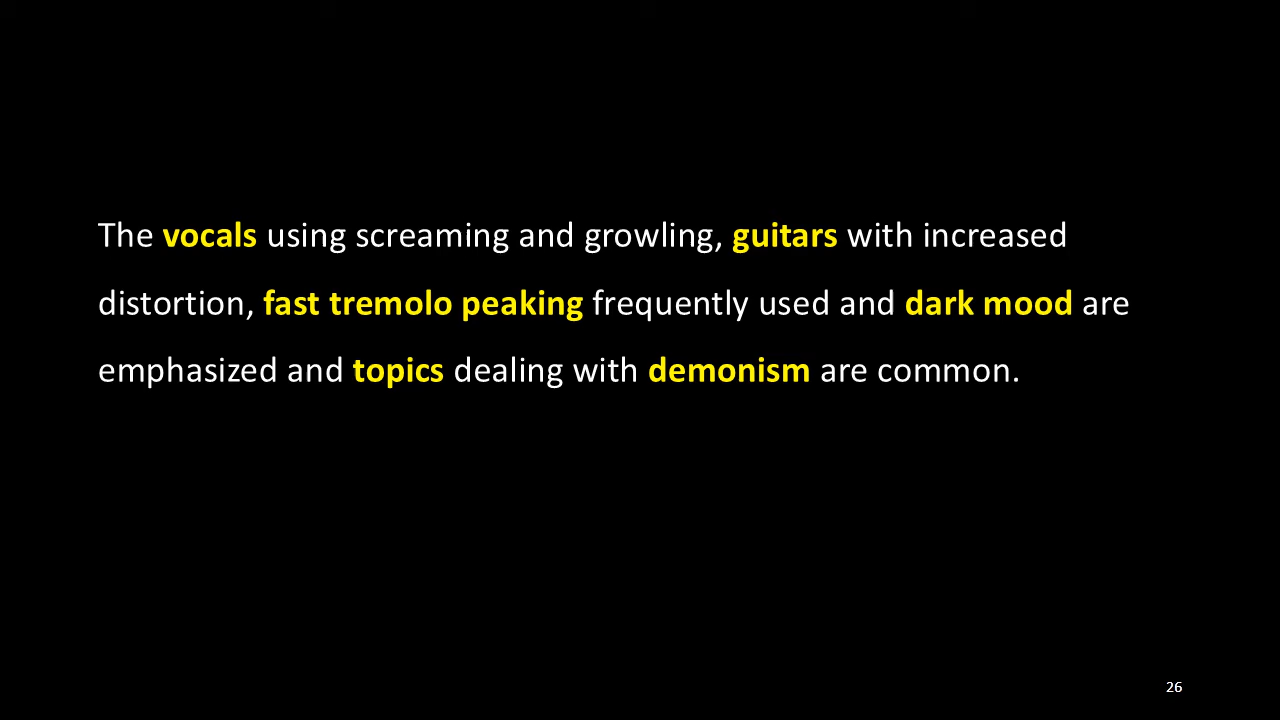 The vocals using screaming and growling, guitars with increased
distortion, fast tremolo peaking frequently used and dark mood are
emphasized and topics dealing with demonism are common.
26